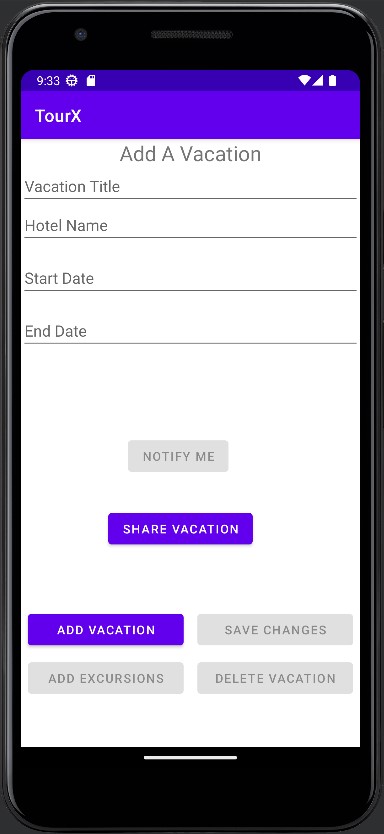 9:33
TourX
Add A Vacation
Vacation Title
Hotel Name
Start Date
End Date
NOTIFY ME
SHARE VACATION
ADD VACATION SAVE CHANGES
ADD EXCURSIONS DELETE VACATION